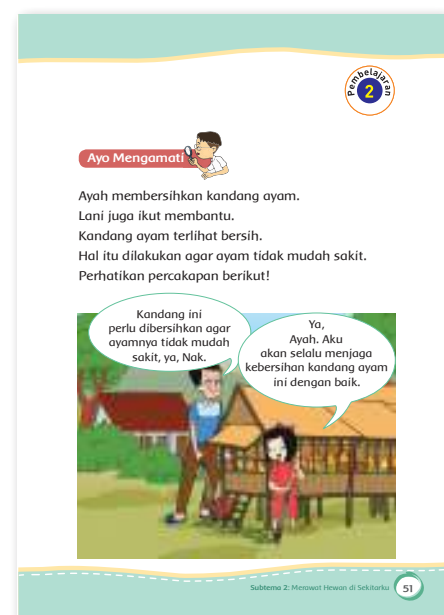 Pembelajaran
2
Ayo Mengamati
Ayah membersihkan kandang ayam.
Lani juga ikut membantu.
Kandang ayam terlihat bersih.
Hal itu dilakukan agar ayam tidak mudah sakit.
Perhatikan percakapan berikut!
Kandang ini
perlu dibersihkan agar
ayamnya tidak mudah
sakit, ya, Nak.
Ya,
Ayah. Aku
akan selalu menjaga
kebersihan kandang ayam
ini dengan baik.
Subtema 2: Merawat Hewan di Sekitarku
51